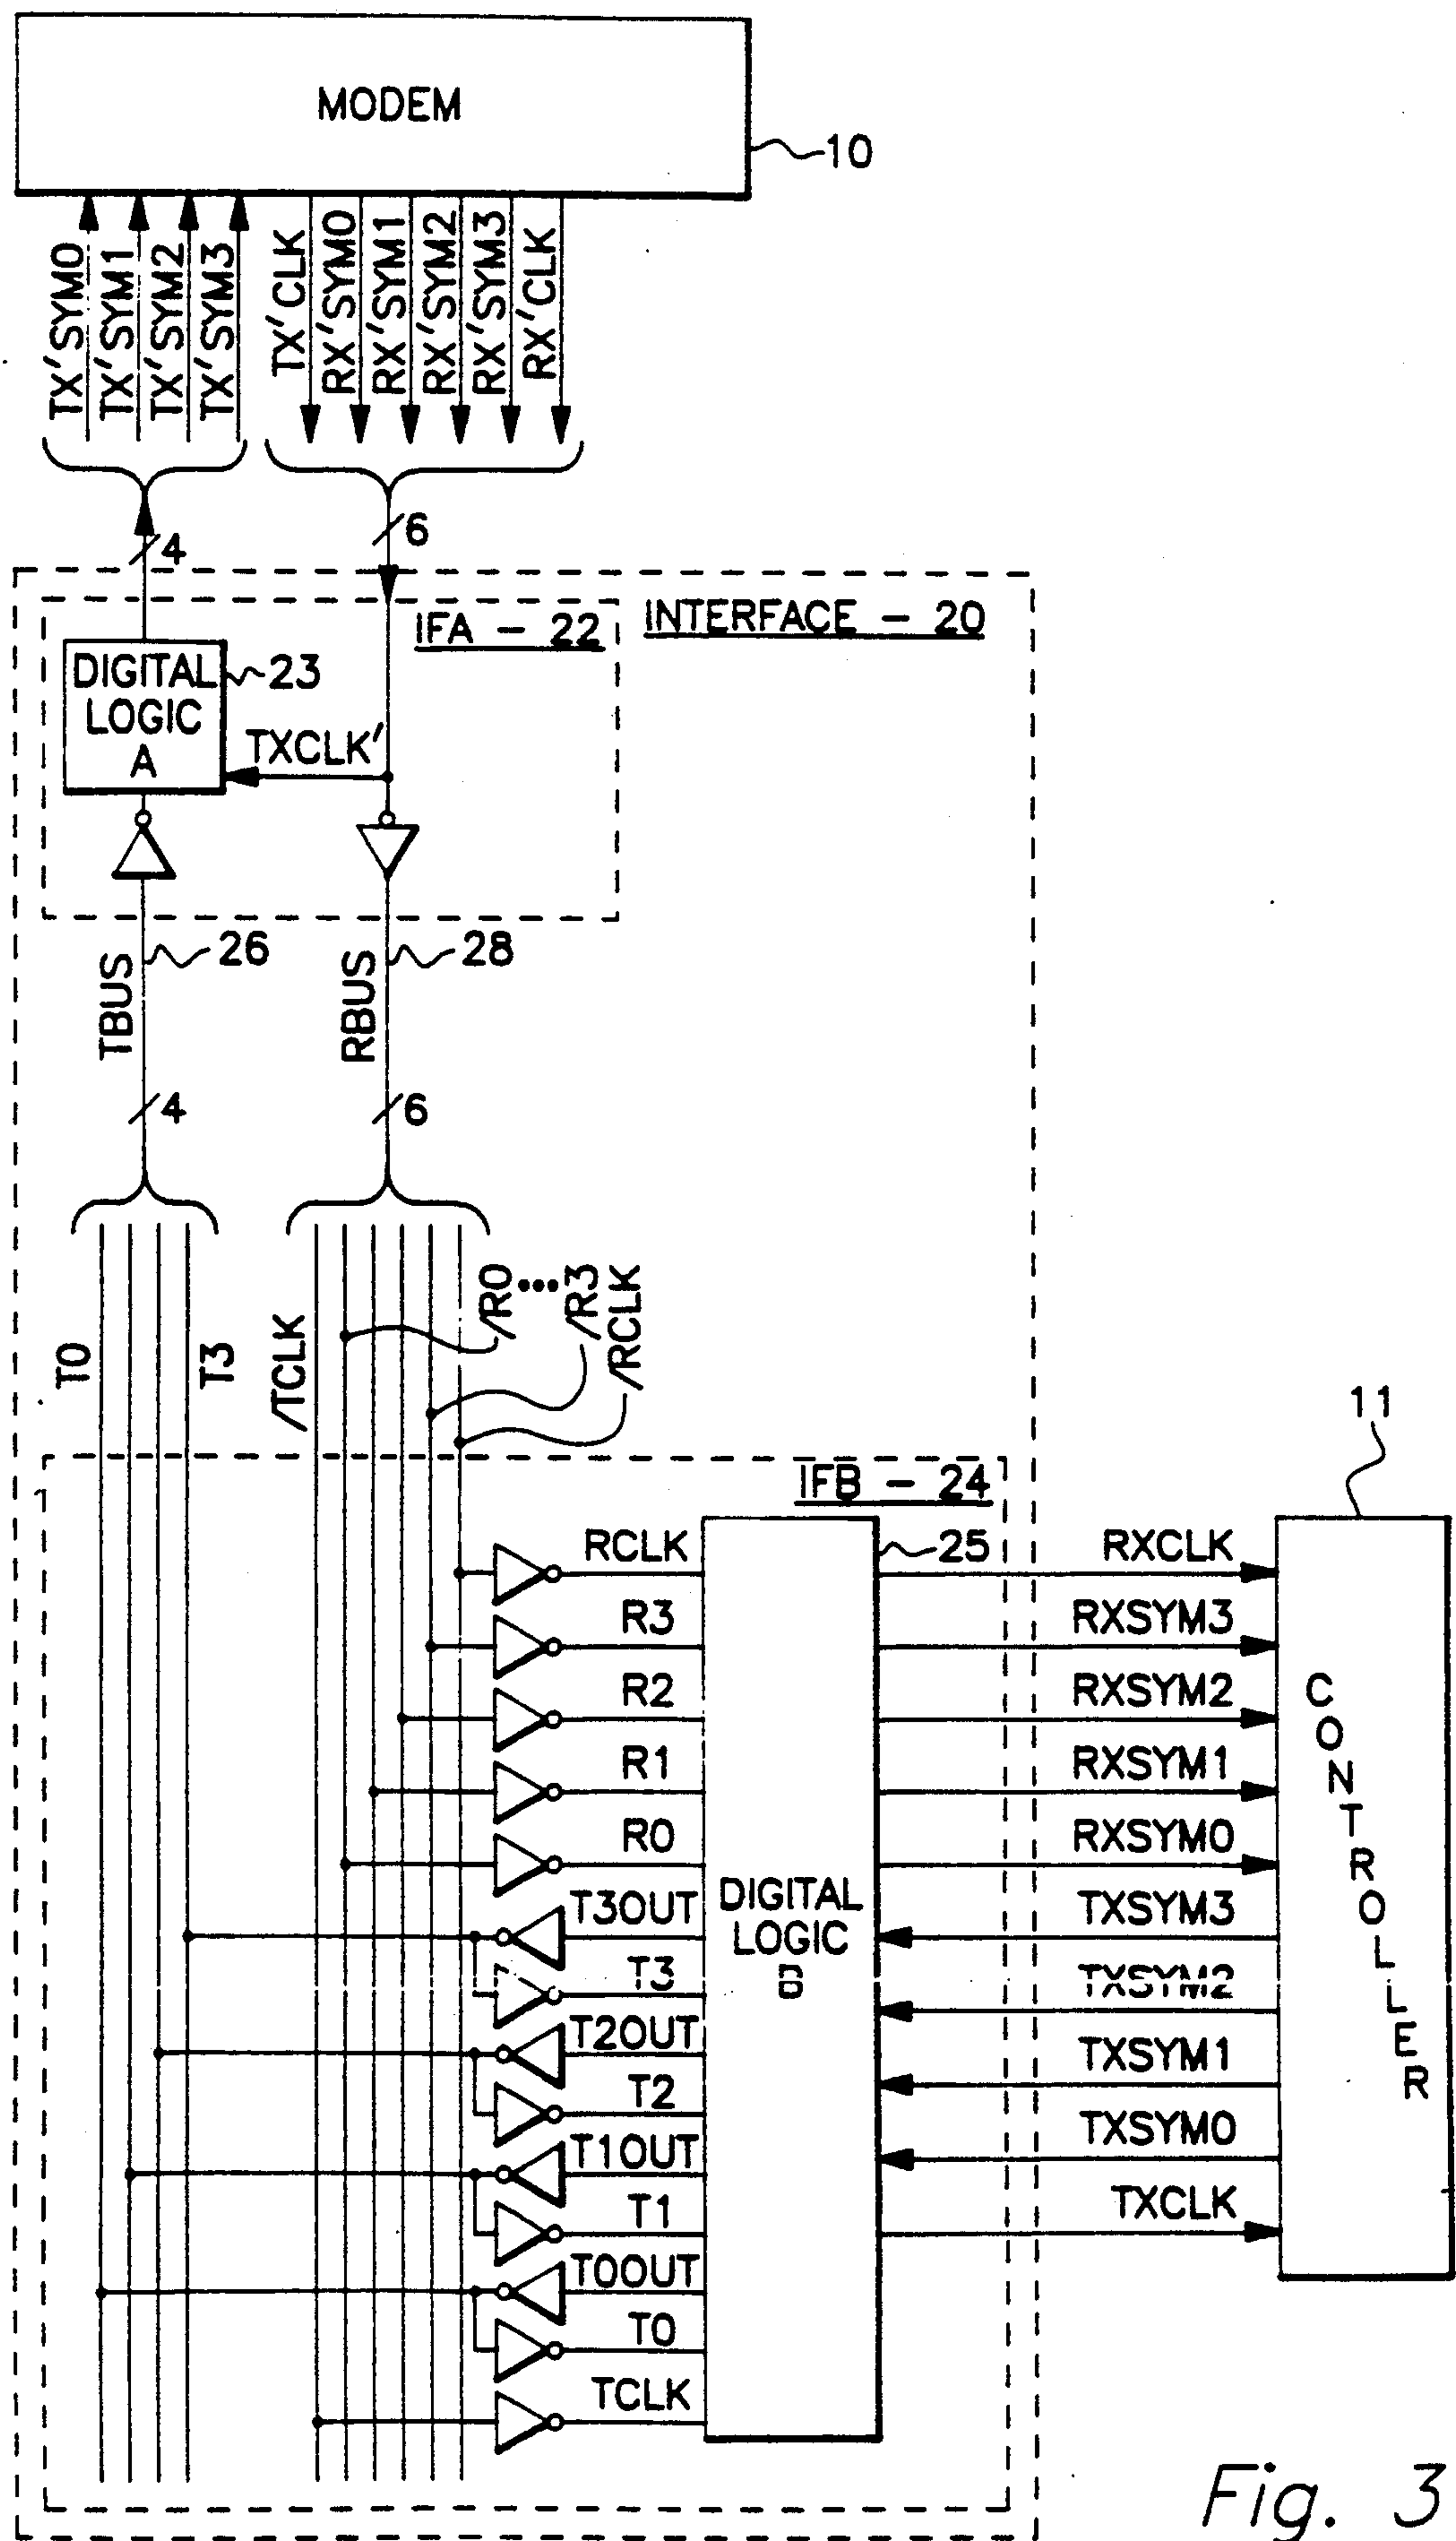 MODEM
10
TX'SYM0
TX'SYM1
TX'SYM2
TX'SYM3
TX'CLK
RX'SYM0
RX'SYM1
RX'SYM2
RX'SYM3
RX'CLK
4
6
IFA - 22
INTERFACE - 20
DIGITAL
LOGIC
A
23
TXCLK'
TBUS
26
RBUS
28
4
6
T0
T3
/TCLK
/R0...
/R3
/RCLK
IFB - 24
11
RCLK
25
RXCLK
R3
RXSYM3
R2
RXSYM2
R1
RXSYM1
R0
RXSYM0
T3OUT
TXSYM3
T3
TXSYM2
T2OUT
TXSYM1
T2
TXSYM0
T1OUT
TXCLK
T1
T0OUT
T0
TCLK
DIGITAL
LOGIC
B
CONTROLLER
Fig. 3